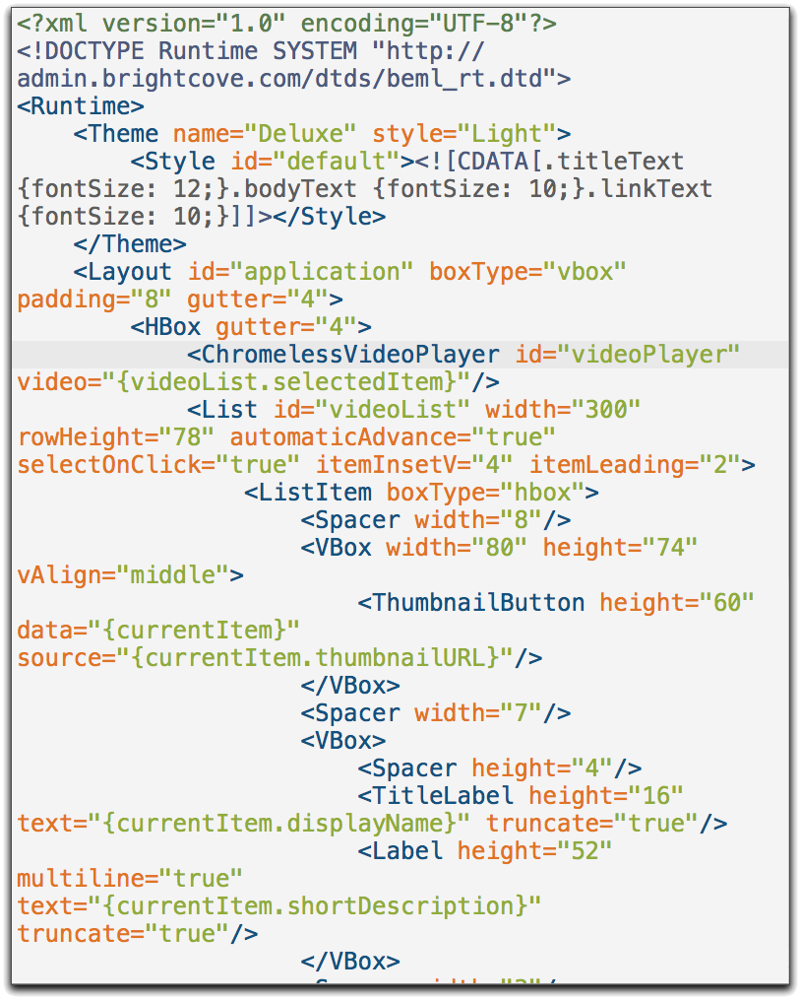 <?xml version="1.0" encoding="UTF-8"?>
<!DOCTYPE Runtime SYSTEM "http://
admin.brightcove.com/dtds/beml_rt.dtd">
<Runtime>
    <Theme name="Deluxe" style="Light">
        <Style id="default"><![CDATA[.titleText
{fontSize: 12;}.bodyText {fontSize: 10;}.linkText
{fontSize: 10;}]]></Style>
    </Theme>
    <Layout id="application" boxType="vbox"
padding="8" gutter="4">
        <HBox gutter="4">
            <ChromelessVideoPlayer id="videoPlayer"
video="{videoList.selectedItem}"/>
            <List id="videoList" width="300"
rowHeight="78" automaticAdvance="true"
selectOnClick="true" itemInsetV="4" itemLeading="2">
                <ListItem boxType="hbox">
                    <Spacer width="8"/>
                    <VBox width="80" height="74"
vAlign="middle">
                        <ThumbnailButton height="60"
data="{currentItem}"
source="{currentItem.thumbnailURL}"/>
                    </VBox>
                    <Spacer width="7"/>
                    <VBox>
                        <Spacer height="4"/>
                        <TitleLabel height="16"
text="{currentItem.displayName}" truncate="true"/>
                        <Label height="52"
multiline="true"
text="{currentItem.shortDescription}"
truncate="true"/>
                    </VBox>